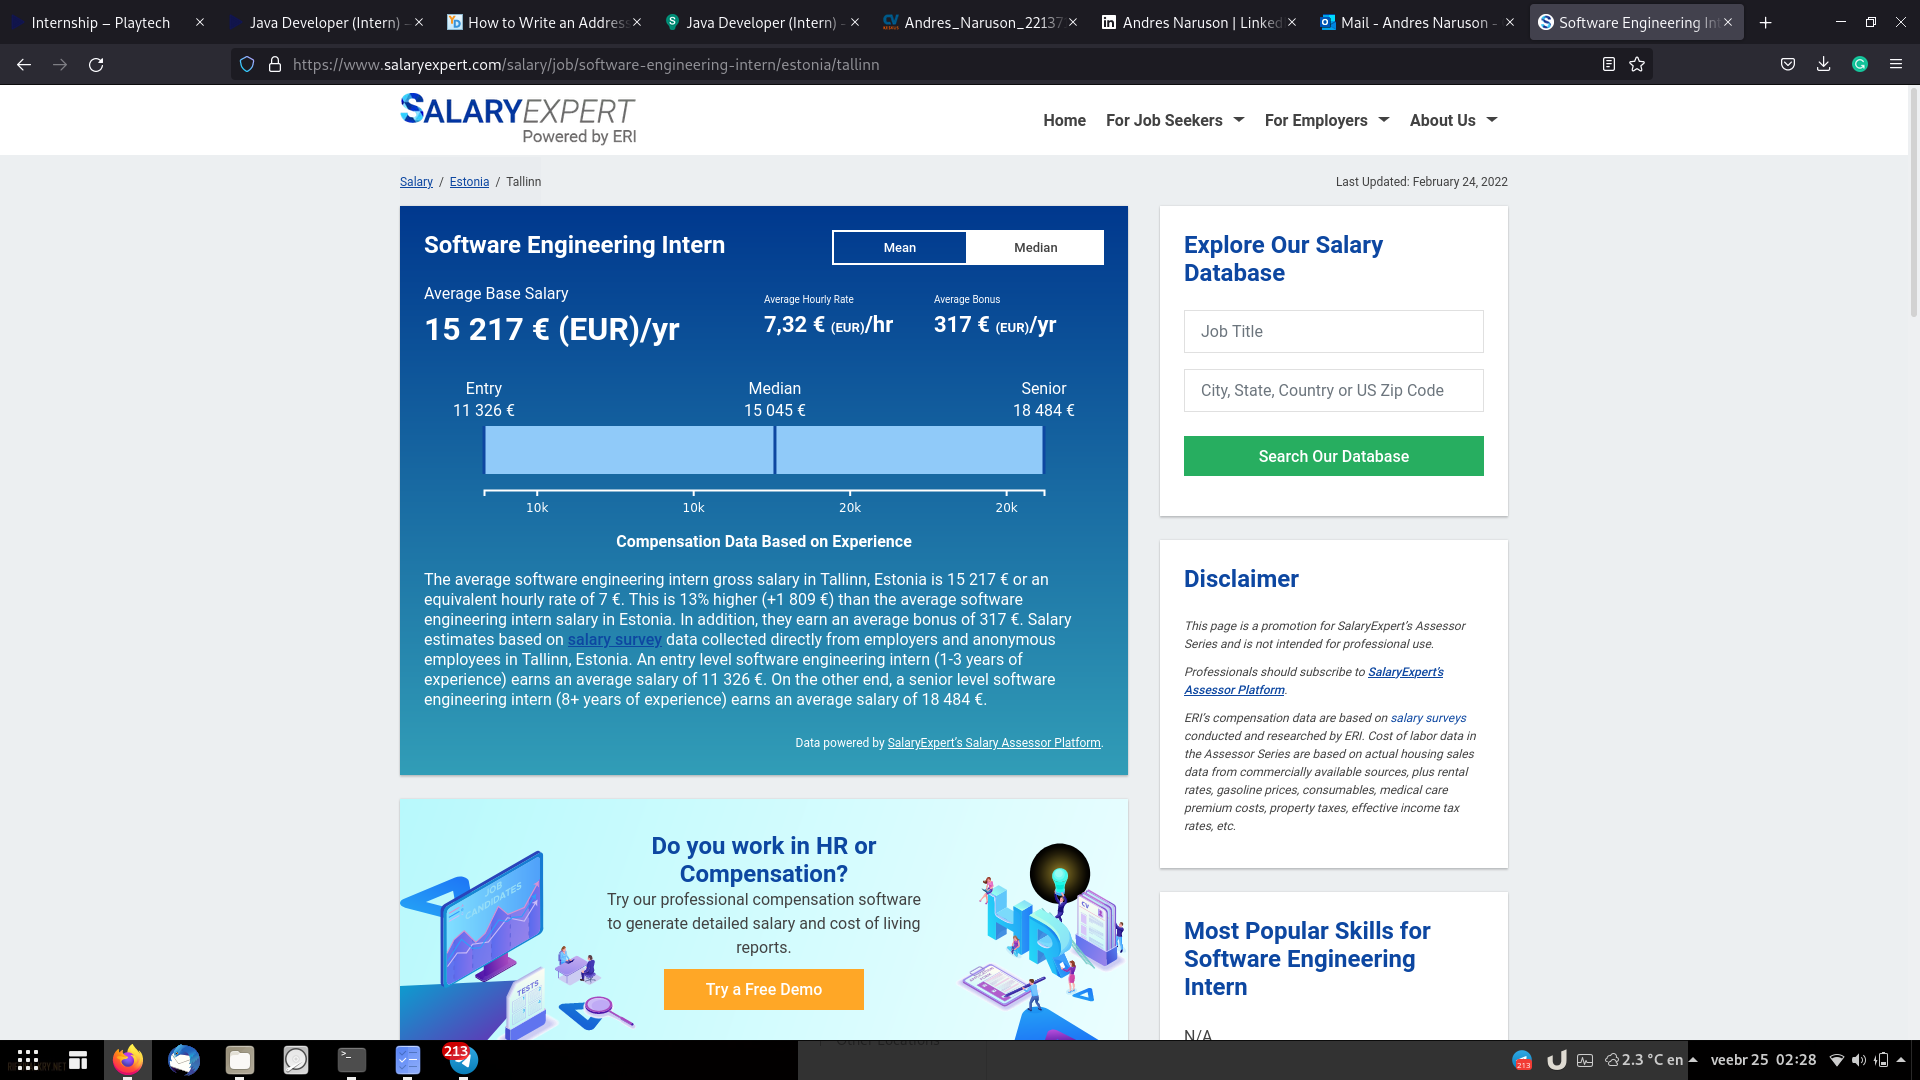 Internship – Playtech
Java Developer (Intern) –
How to Write an Address
Java Developer (Intern) -
Andres_Naruson_22137
Andres Naruson | Linked
Mail - Andres Naruson -
Software Engineering Int
https://www.salaryexpert.com/salary/job/software-engineering-intern/estonia/tallinn
SALARYEXPERT
Powered by ERI
Home
For Job Seekers
For Employers
About Us
Salary / Estonia / Tallinn
Last Updated: February 24, 2022
Software Engineering Intern
Mean
Median
Average Base Salary
15 217 € (EUR)/yr
Average Hourly Rate
7,32 € (EUR)/hr
Average Bonus
317 € (EUR)/yr
Entry
11 326 €
Median
15 045 €
Senior
18 484 €
10k
10k
20k
20k
Compensation Data Based on Experience
The average software engineering intern gross salary in Tallinn, Estonia is 15 217 € or an
equivalent hourly rate of 7 €. This is 13% higher (+1 809 €) than the average software
engineering intern salary in Estonia. In addition, they earn an average bonus of 317 €. Salary
estimates based on salary survey data collected directly from employers and anonymous
employees in Tallinn, Estonia. An entry level software engineering intern (1-3 years of
experience) earns an average salary of 11 326 €. On the other end, a senior level software
engineering intern (8+ years of experience) earns an average salary of 18 484 €.
Data powered by SalaryExpert's Salary Assessor Platform.
Explore Our Salary
Database
Job Title
City, State, Country or US Zip Code
Search Our Database
Disclaimer
This page is a promotion for SalaryExpert's Assessor
Series and is not intended for professional use.
Professionals should subscribe to SalaryExpert's
Assessor Platform.
ERI's compensation data are based on salary surveys
conducted and researched by ERI. Cost of labor data in
the Assessor Series are based on actual housing sales
data from commercially available sources, plus rental
rates, gasoline prices, consumables, medical care
premium costs, property taxes, effective income tax
rates, etc.
Do you work in HR or
Compensation?
Try our professional compensation software
to generate detailed salary and cost of living
reports.
Try a Free Demo
JOB
CANDIDATES
TESTS
HR
CV
Most Popular Skills for
Software Engineering
Intern
N/A
Other Locations
213
213
2.3 °C en
veebr 25 02:28